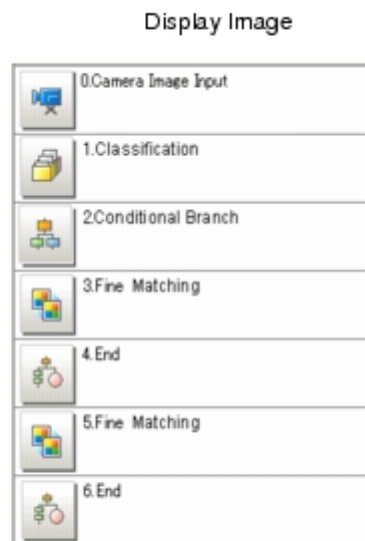 Display Image
0.Camera Image Input
1.Classification
2.Conditional Branch
3.Fine Matching
4.End
5.Fine Matching
6.End